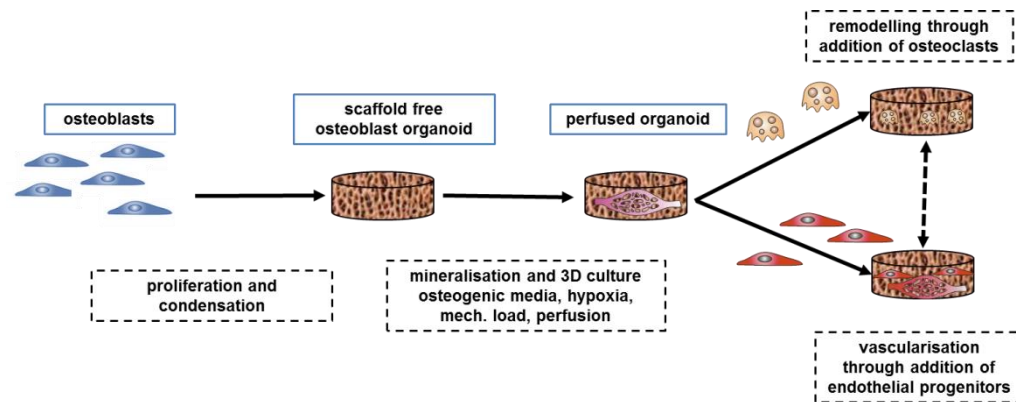 remodelling through
addition of osteoclasts
osteoblasts
scaffold free
osteoblast organoid
perfused organoid
proliferation and
condensation
mineralisation and 3D culture
osteogenic media, hypoxia,
mech. load, perfusion
vascularisation
through addition of
endothelial progenitors